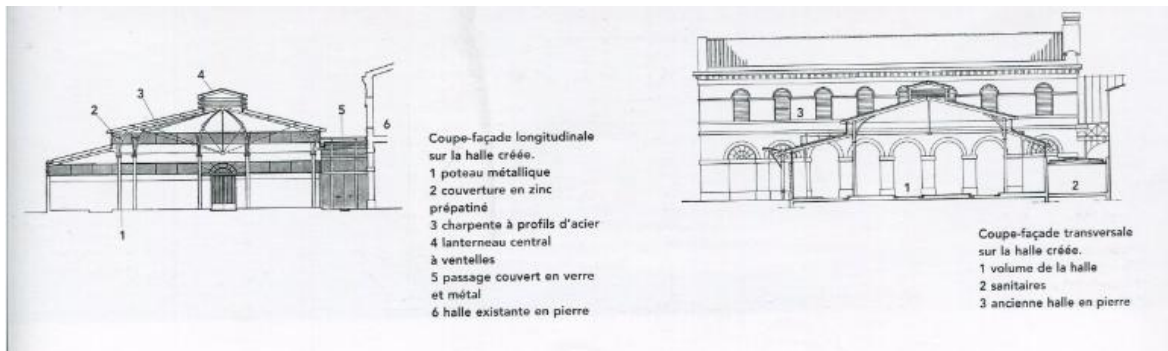 4
3
2
5
6
1
Coupe-façade longitudinale
sur la halle créée.
1 poteau métallique
2 couverture en zinc
prépatiné
3 charpente à profils d'acier
4 lanterneau central
à ventelles
5 passage couvert en verre
et métal
6 halle existante en pierre
3
1
2
Coupe-façade transversale
sur la halle créée.
1 volume de la halle
2 sanitaires
3 ancienne halle en pierre